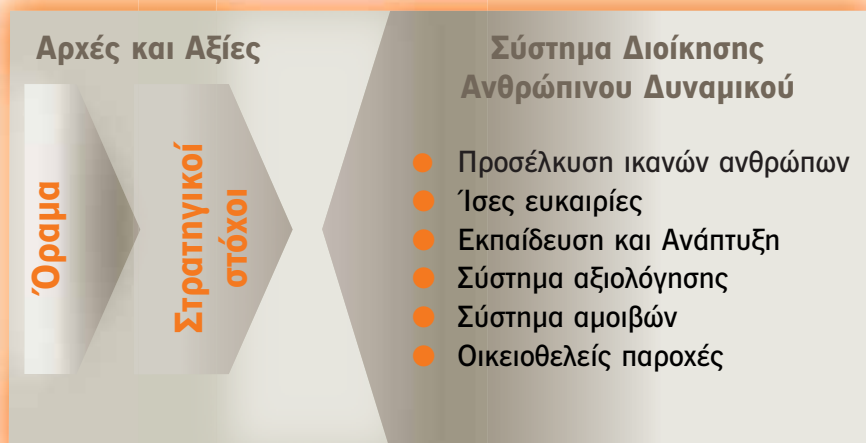 Αρχές και Αξίες
Όραμα
Στρατηγικοί
στόχοι
Σύστημα Διοίκησης
Ανθρώπινου Δυναμικού
Προσέλκυση ικανών ανθρώπων
Ίσες ευκαιρίες
Εκπαίδευση και Ανάπτυξη
Σύστημα αξιολόγησης
Σύστημα αμοιβών
Οικειοθελείς παροχές